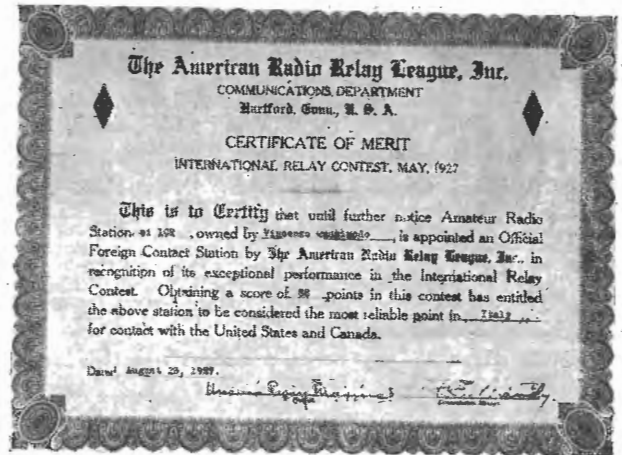 The American Radio Relay League, Inc.
COMMUNICATIONS DEPARTMENT
Hartford, Conn., U. S. A.
CERTIFICATE OF MERIT
INTERNATIONAL RELAY CONTEST, MAY, 1927
This is to Certify that until further notice Amateur Radio
Station , owned by , is appointed an Official
Foreign Contact Station by The American Radio Relay League, Inc., in
recognition of its exceptional performance in the International Relay
Contest. Obtaining a score of points in this contest has entitled
the above station to be considered the most reliable point in Italy
for contact with the United States and Canada.
Dated August